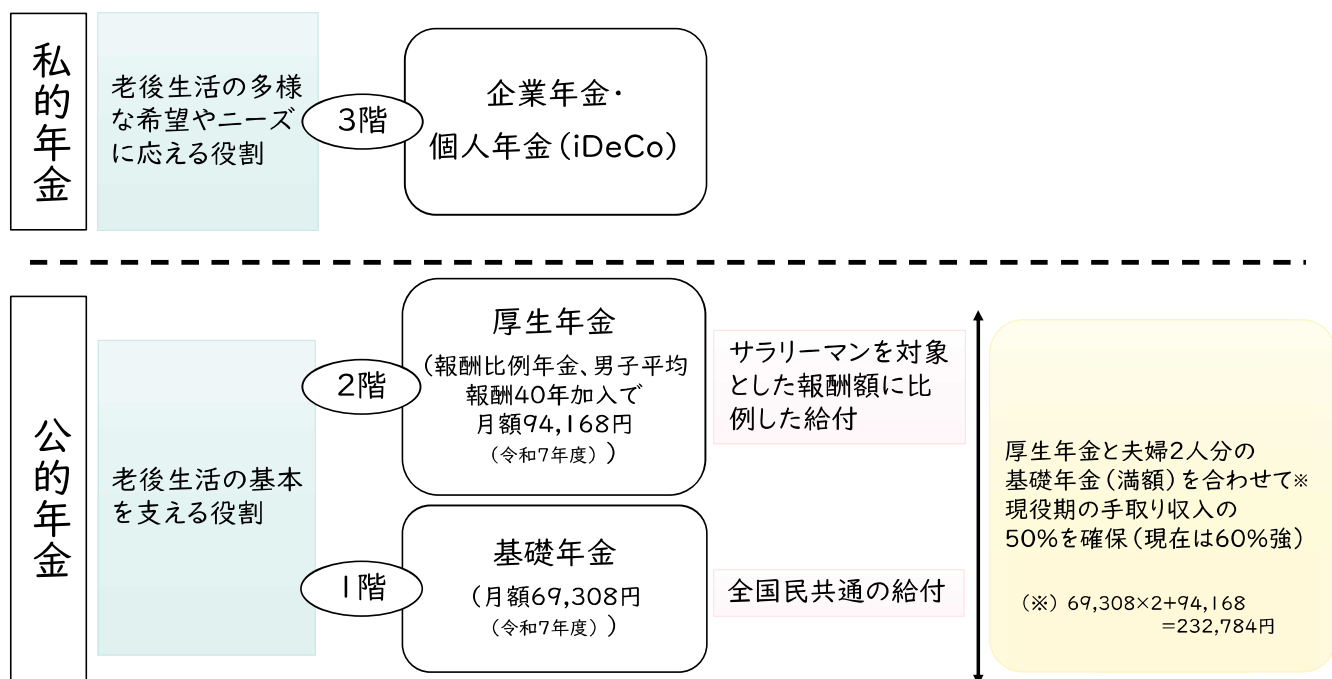 私的年金
老後生活の多様
な希望やニーズ
に応える役割
3階
企業年金・
個人年金(iDeCo)
公的年金
老後生活の基本
を支える役割
2階
厚生年金
(報酬比例年金、男子平均
報酬40年加入で
月額94,168円
(令和7年度))
サラリーマンを対象
とした報酬額に比
例した給付
1階
基礎年金
(月額69,308円
(令和7年度))
全国民共通の給付
厚生年金と夫婦2人分の
基礎年金(満額)を合わせて※
現役期の手取り収入の
50%を確保(現在は60%強)
(※) 69,308×2+94,168
=232,784円